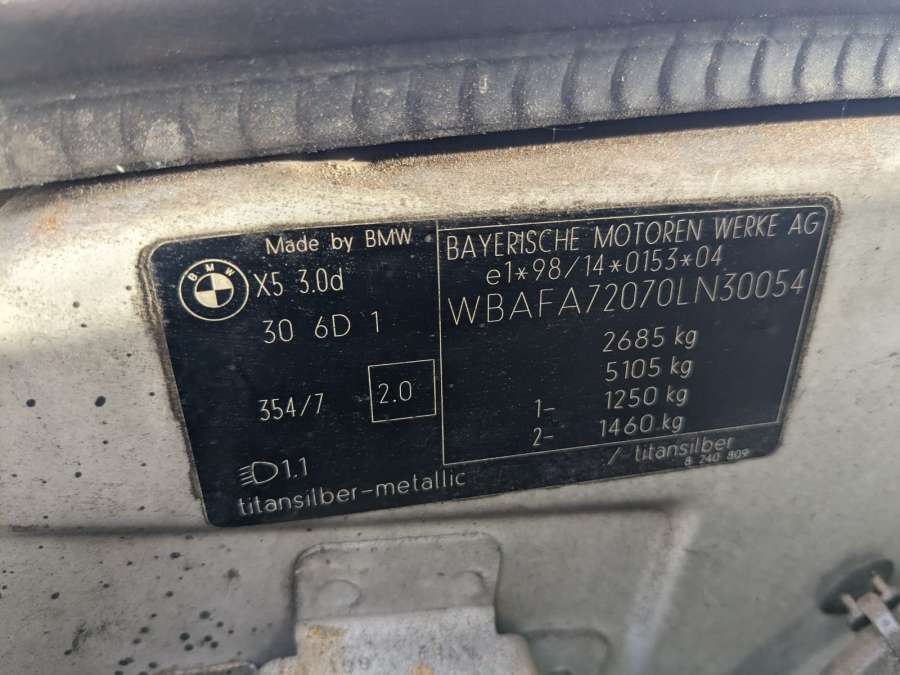 Made by BMW
BMW
X5 3.0d
30 6D 1
354/7
2.0
1.1
titansilber-metallic
BAYERISCHE MOTOREN WERKE AG
e1*98/14*0153*04
WBAFA72070LN30054
2685 kg
5105 kg
1- 1250 kg
2- 1460 kg
/-titansilber
8 240 809